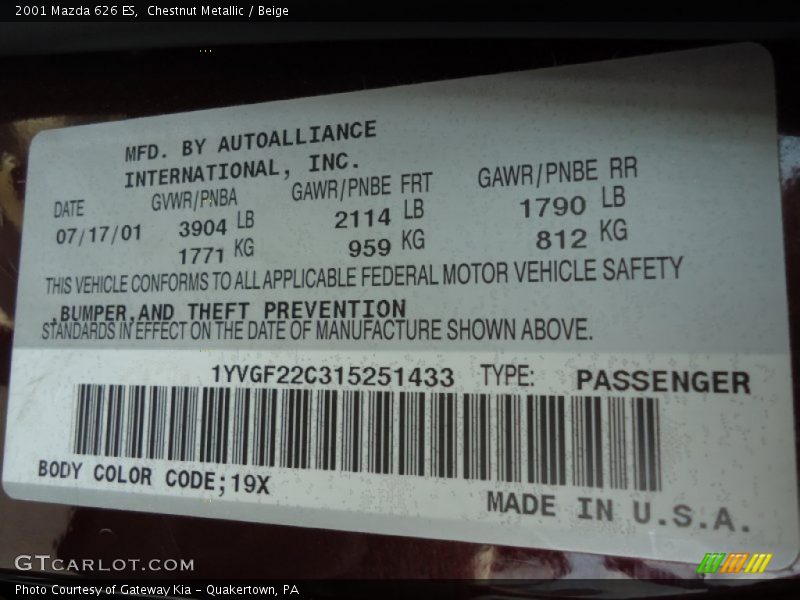 2001 Mazda 626 ES, Chestnut Metallic / Beige
MFD. BY AUTOALLIANCE
INTERNATIONAL, INC.
DATE GVWR/PNBA GAWR/PNBE FRT GAWR/PNBE RR
07/17/01 3904 LB 2114 LB 1790 LB
1771 KG 959 KG 812 KG
THIS VEHICLE CONFORMS TO ALL APPLICABLE FEDERAL MOTOR VEHICLE SAFETY
,BUMPER,AND THEFT PREVENTION
STANDARDS IN EFFECT ON THE DATE OF MANUFACTURE SHOWN ABOVE.
1YVGF22C315251433 TYPE: PASSENGER
BODY COLOR CODE;19X
MADE IN U.S.A.
GTCARLOT.COM
Photo Courtesy of Gateway Kia - Quakertown, PA